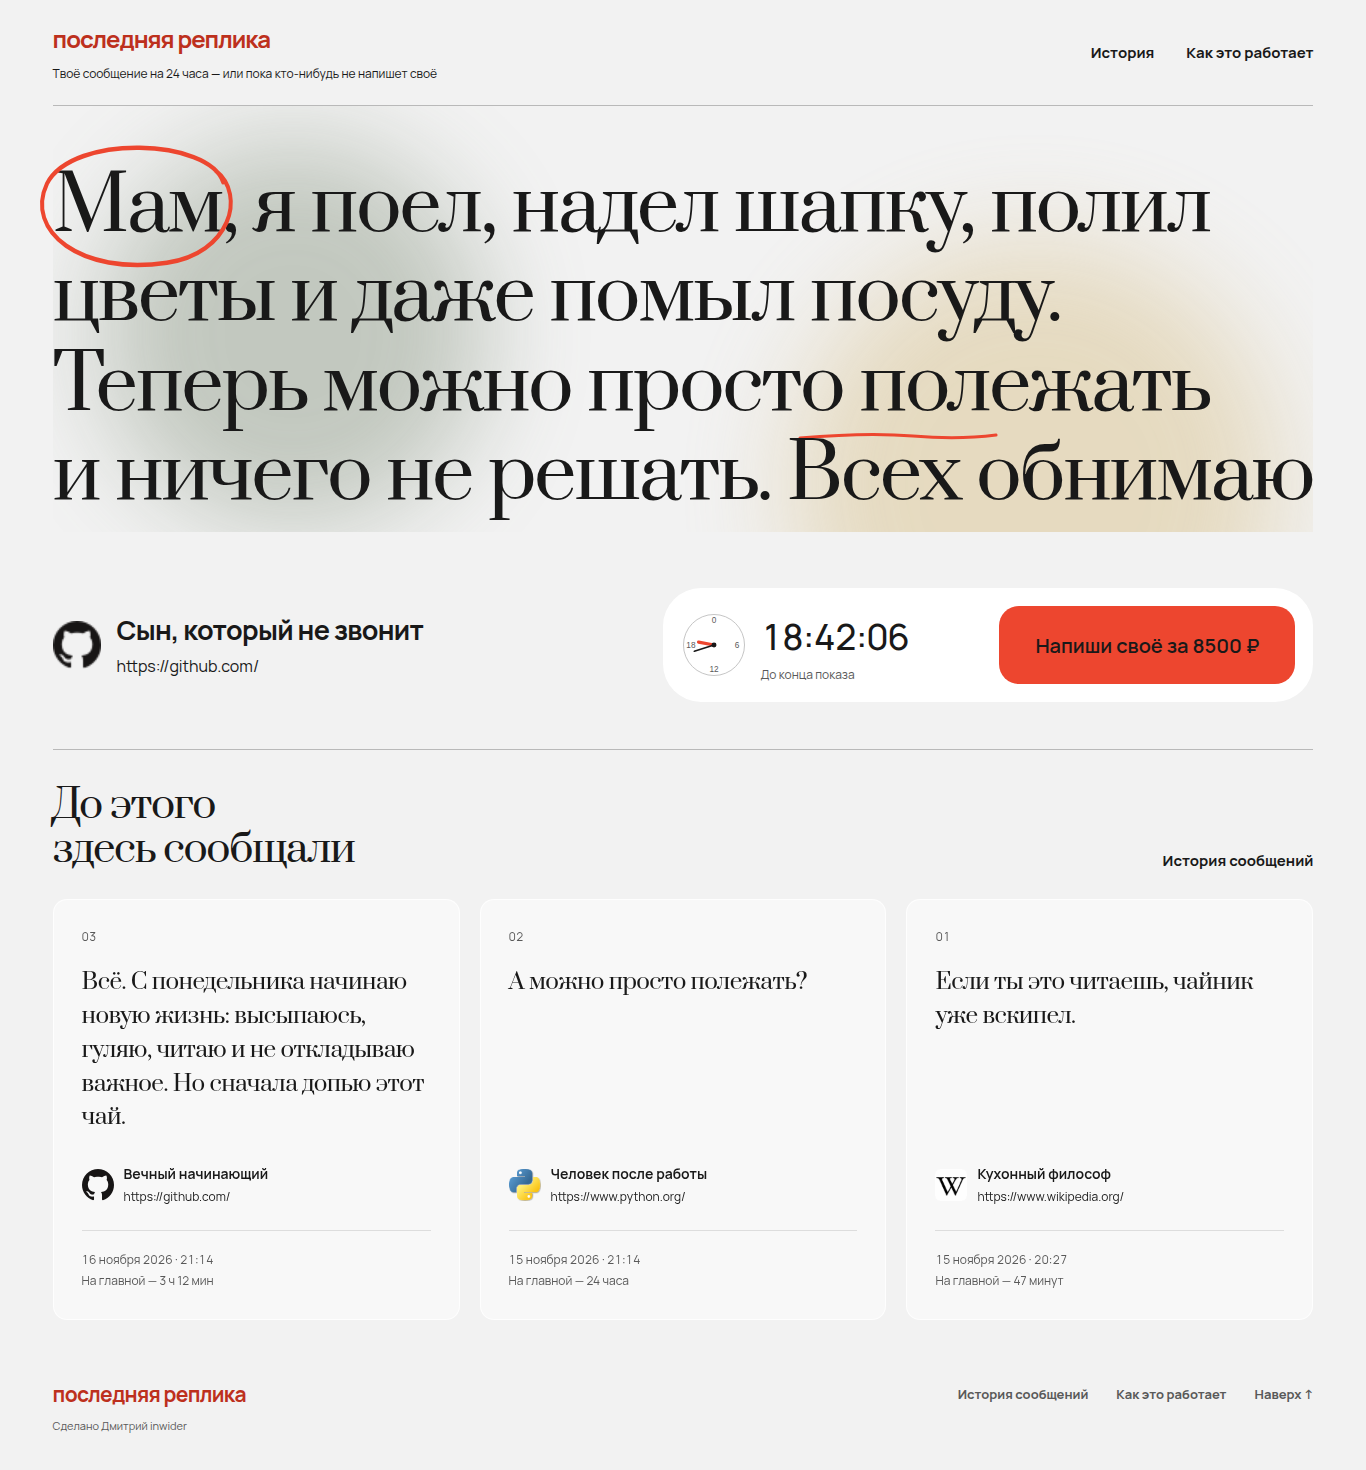 последняя реплика
Твоё сообщение на 24 часа — или пока кто-нибудь не напишет своё
История
Как это работает
Мам, я поел, надел шапку, полил
цветы и даже помыл посуду.
Теперь можно просто полежать
и ничего не решать. Всех обнимаю
Сын, который не звонит
https://github.com/
0
6
12
18
18:42:06
До конца показа
Напиши своё за 8500 ₽
До этого
здесь сообщали
История сообщений
03
Всё. С понедельника начинаю
новую жизнь: высыпаюсь,
гуляю, читаю и не откладываю
важное. Но сначала допью этот
чай.
Вечный начинающий
https://github.com/
16 ноября 2026 · 21:14
На главной — 3 ч 12 мин
02
А можно просто полежать?
Человек после работы
https://www.python.org/
15 ноября 2026 · 21:14
На главной — 24 часа
01
Если ты это читаешь, чайник
уже вскипел.
W
Кухонный философ
https://www.wikipedia.org/
15 ноября 2026 · 20:27
На главной — 47 минут
последняя реплика
Сделано Дмитрий inwider
История сообщений
Как это работает
Наверх ↑